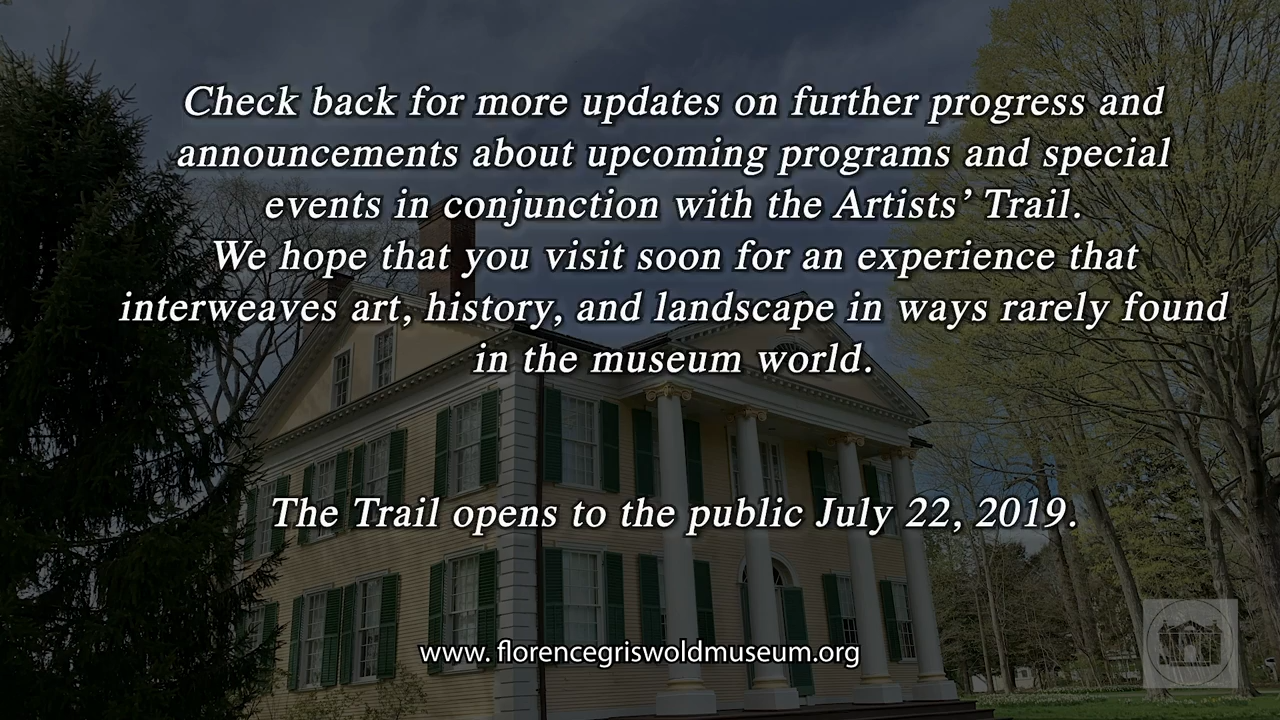 Check back for more updates on further progress and
announcements about upcoming programs and special
events in conjunction with the Artists’ Trail.
We hope that you visit soon for an experience that
interweaves art, history, and landscape in ways rarely found
in the museum world.
The Trail opens to the public July 22, 2019.
www. florencegriswoldmuseum.org